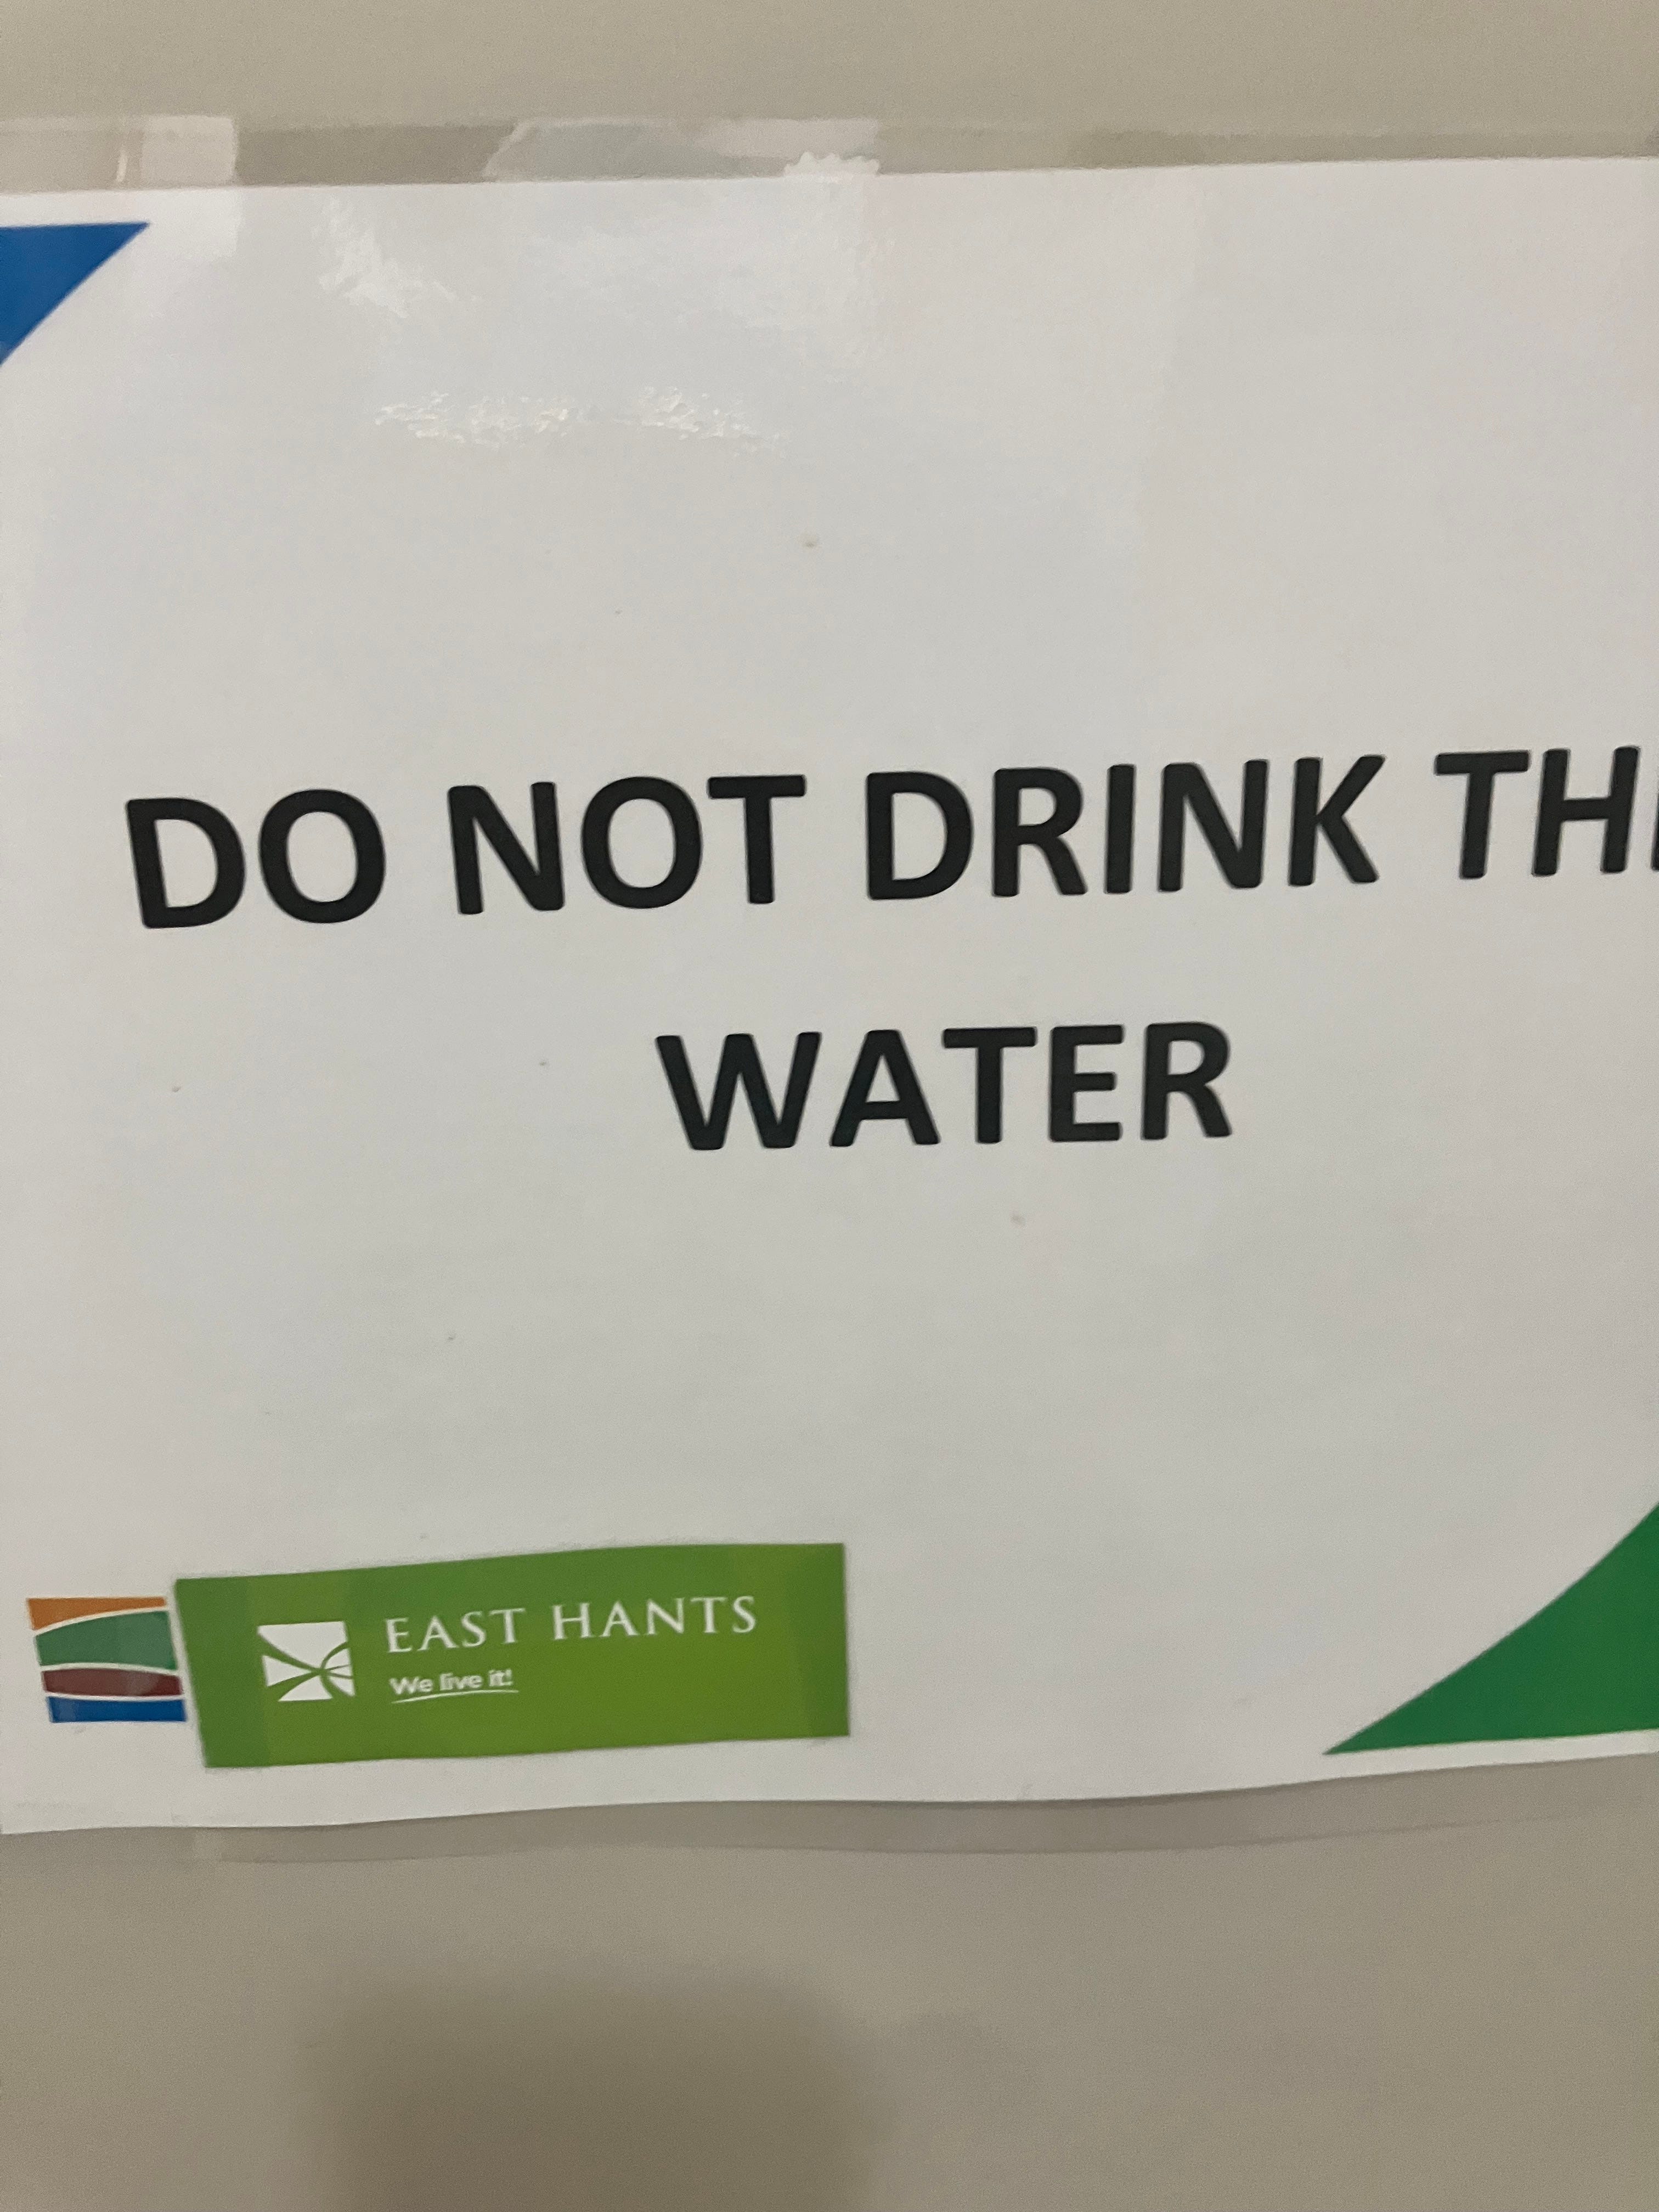 DO NOT DRINK TH
WATER
EAST HANTS
We live it!